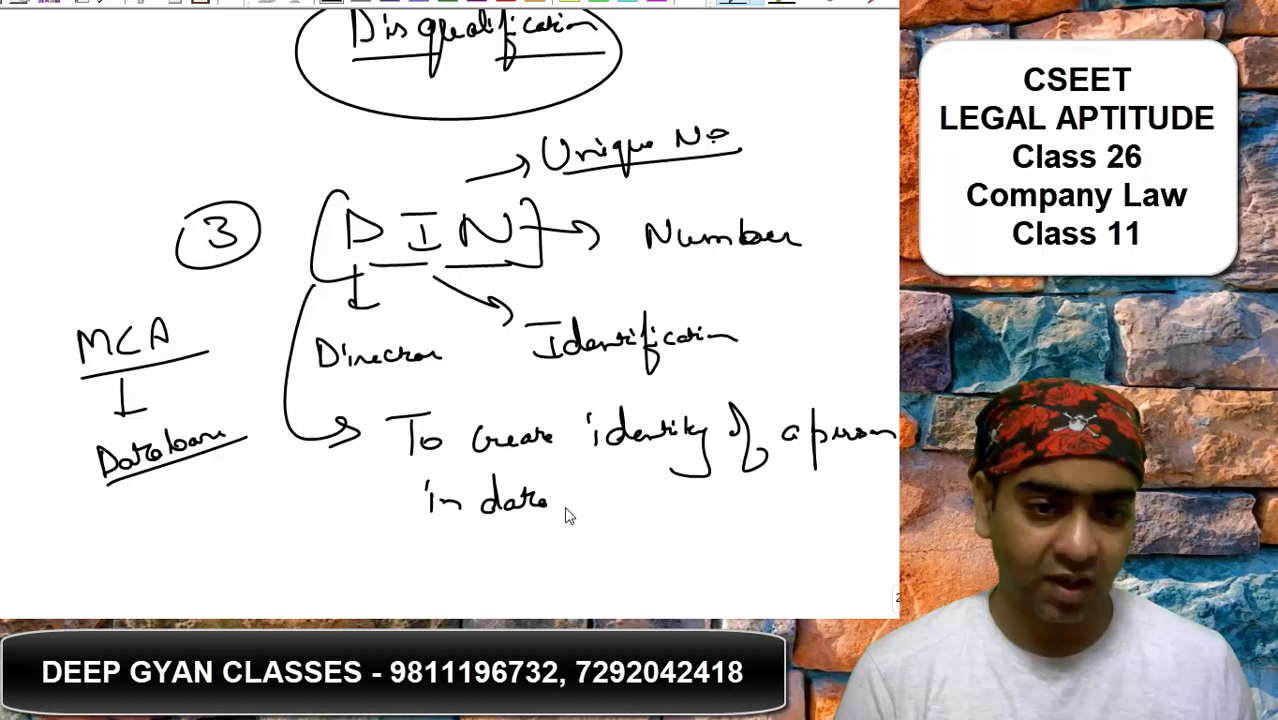 Disqualification
Unique No
3 DIN Number
MCA
Director Identification
Database
To create identity of a person
in data
CSEET
LEGAL APTITUDE
Class 26
Company Law
Class 11
DEEP GYAN CLASSES - 9811196732, 7292042418